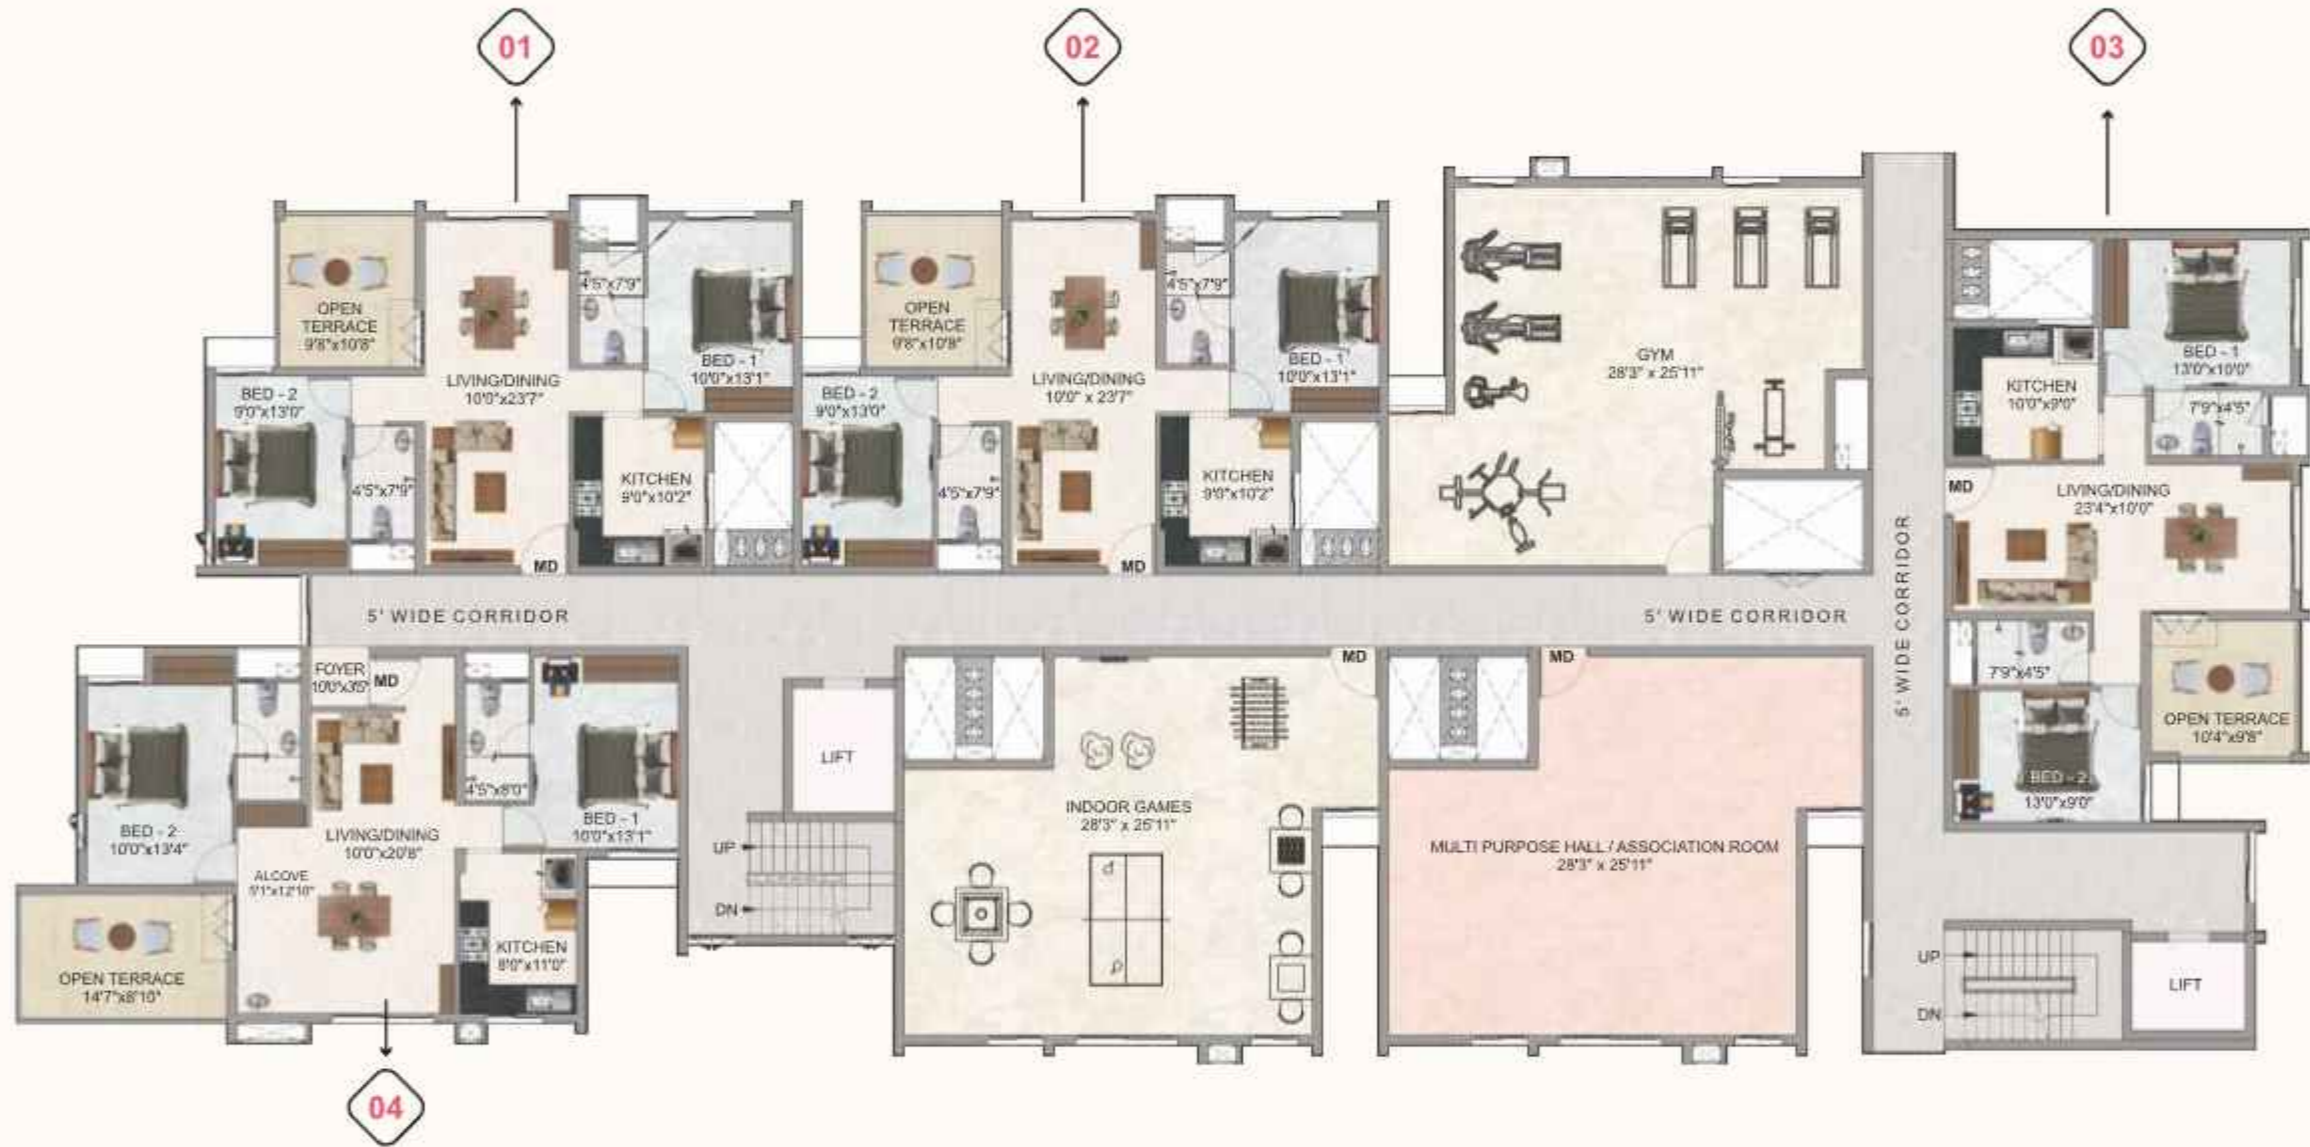 01
02
03
OPEN
TERRACE
9'8"x10'8"
4'5"x7'9"
BED - 1
10'0"x13'1"
LIVING/DINING
10'0"x23'7"
BED - 2
9'0"x13'0"
4'5"x7'9"
KITCHEN
9'0"x10'2"
MD
OPEN
TERRACE
9'8"x10'8"
4'5"x7'9"
BED - 1
10'0"x13'1"
LIVING/DINING
10'0" x 23'7"
BED - 2
9'0"x13'0"
4'5"x7'9"
KITCHEN
9'0"x10'2"
MD
GYM
28'3" x 25'11"
BED - 1
13'0"x10'0"
KITCHEN
10'0"x9'0"
7'9"x4'5"
MD
LIVING/DINING
23'4"x10'0"
7'9"x4'5"
OPEN TERRACE
10'4"x9'8"
BED - 2
13'0"x9'0"
5' WIDE CORRIDOR
5' WIDE CORRIDOR
5' WIDE CORRIDOR
FOYER
10'0"x3'5"
MD
BED - 2
10'0"x13'4"
LIVING/DINING
10'0"x20'8"
4'5"x8'0"
BED - 1
10'0"x13'1"
ALCOVE
5'1"x12'10"
OPEN TERRACE
14'7"x8'10"
KITCHEN
8'0"x11'0"
LIFT
UP
DN
MD
INDOOR GAMES
28'3" x 25'11"
MD
MULTI PURPOSE HALL / ASSOCIATION ROOM
28'3" x 25'11"
UP
DN
LIFT
04